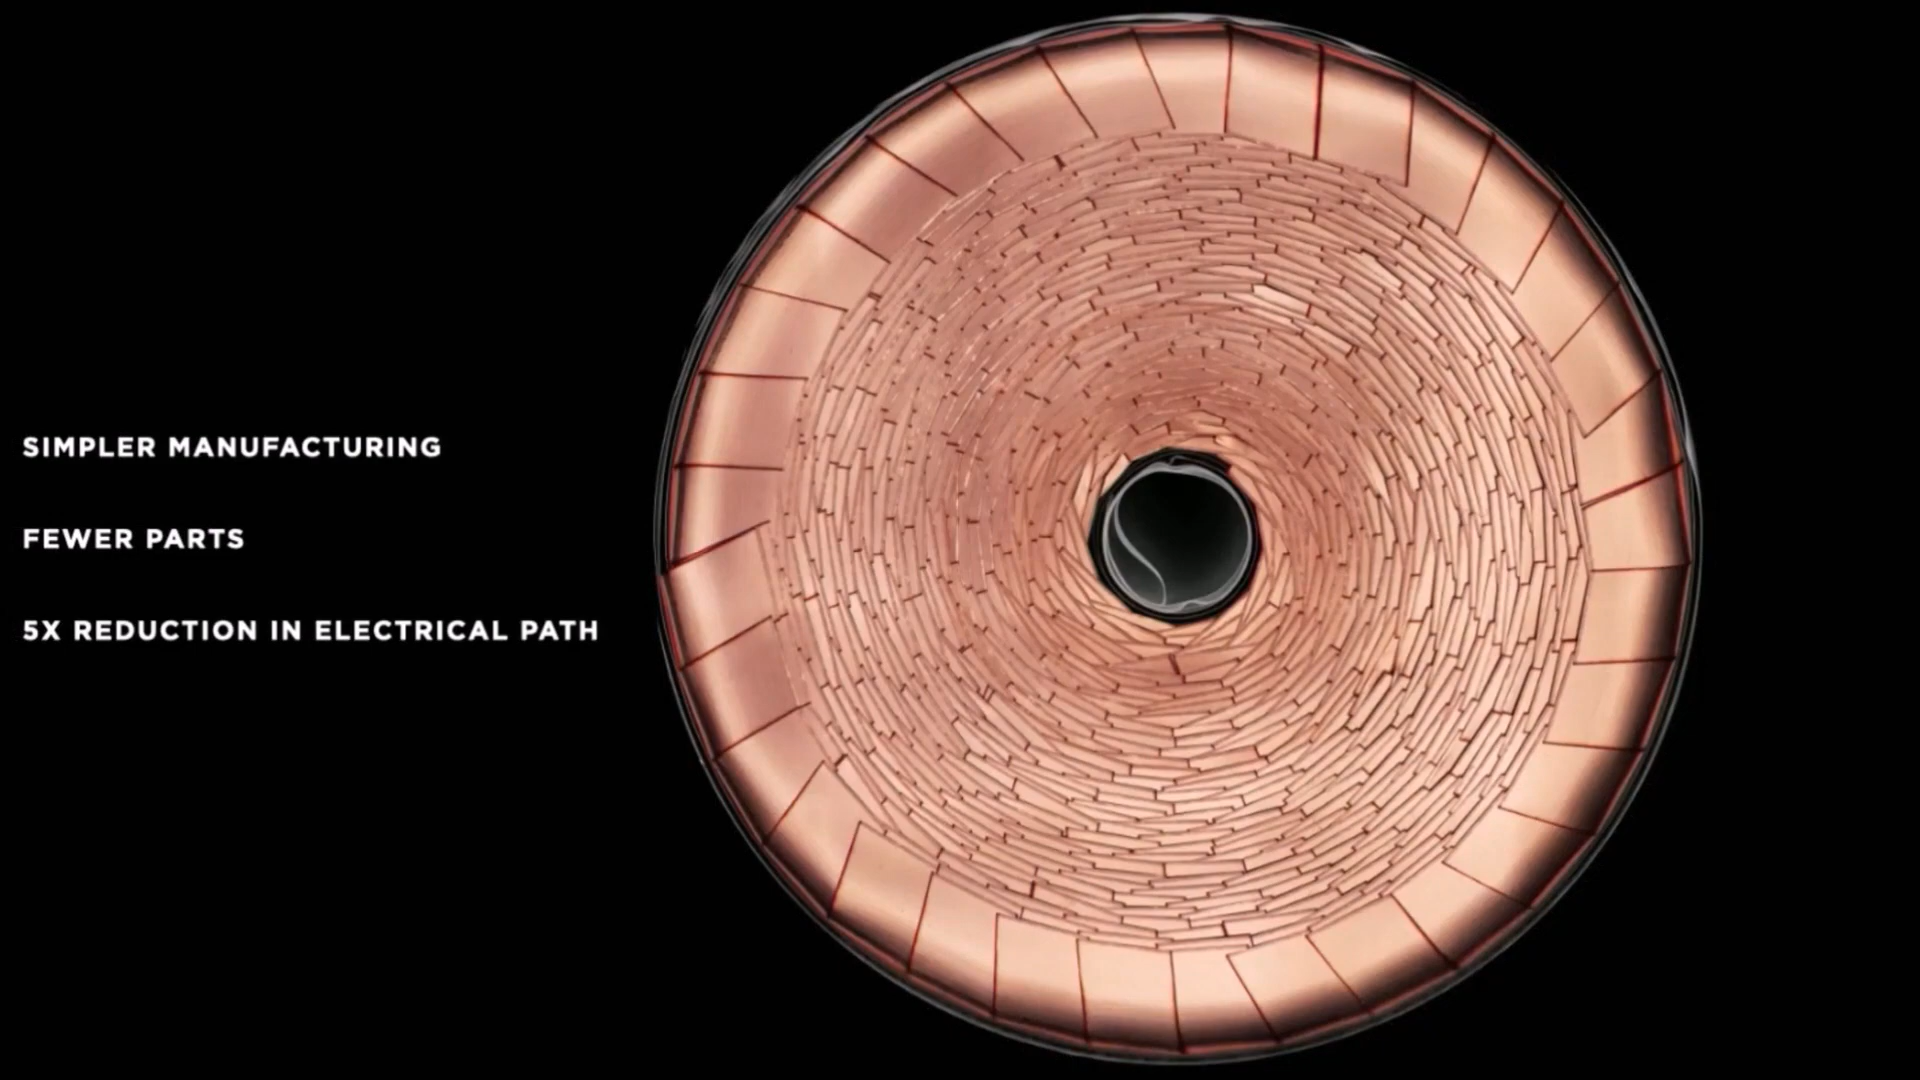 SIMPLER MANUFACTURING
FEWER PARTS
5X REDUCTION IN ELECTRICAL PATH